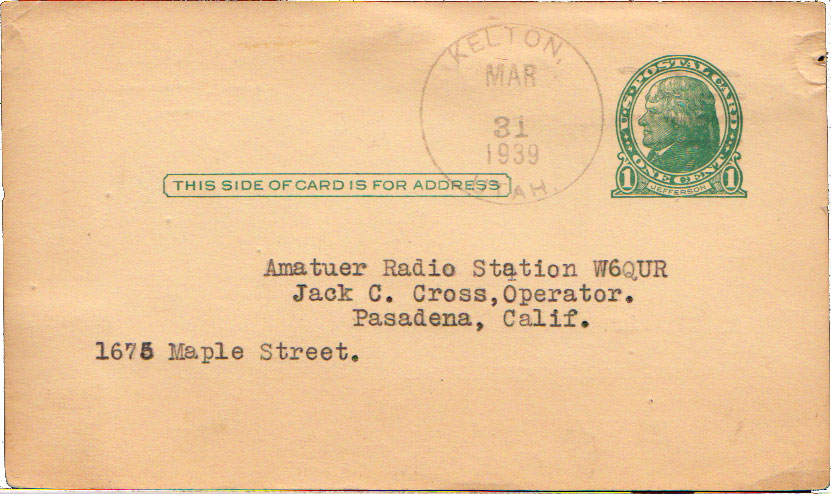 KELTON,
MAR
31
1939
UTAH.
U.S. POSTAL CARD
ONE CENT
1 JEFFERSON 1
THIS SIDE OF CARD IS FOR ADDRESS
Amatuer Radio Station W6QUR
Jack C. Cross,Operator.
Pasadena, Calif.
1675 Maple Street.